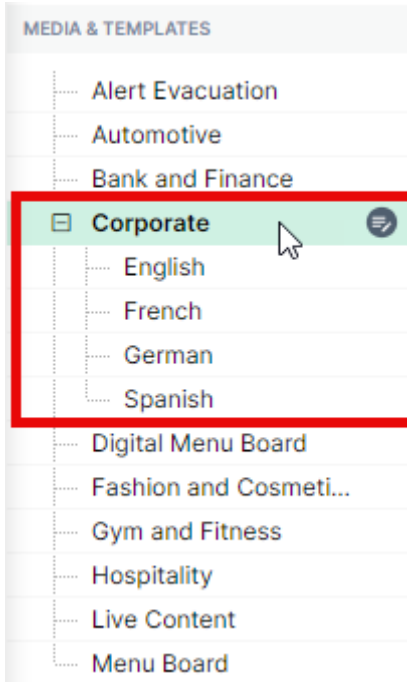 MEDIA & TEMPLATES
Alert Evacuation
Automotive
Bank and Finance
Corporate
English
French
German
Spanish
Digital Menu Board
Fashion and Cosmeti...
Gym and Fitness
Hospitality
Live Content
Menu Board